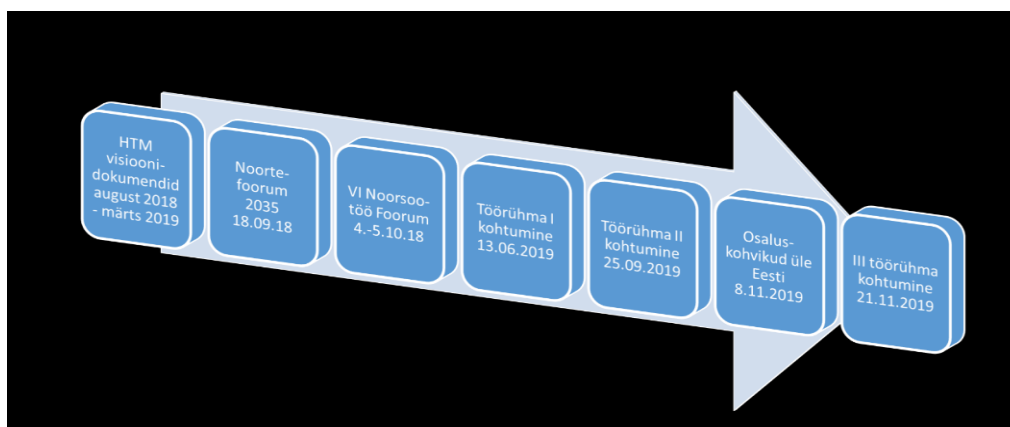 HTM
visiooni-
dokumendid
august 2018
- märts 2019
Noorte-
foorum
2035
18.09.18
VI Noorsoo-
töö Foorum
4.-5.10.18
Töörühma I
kohtumine
13.06.2019
Töörühma II
kohtumine
25.09.2019
Osalus-
kohvikud üle
Eesti
8.11.2019
III töörühma
kohtumine
21.11.2019